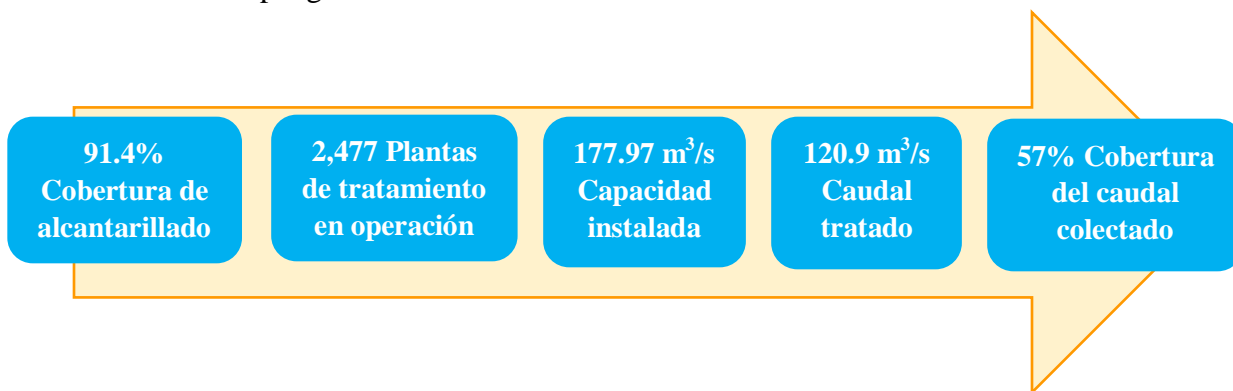 91.4%
Cobertura de
alcantarillado
2,477 Plantas
de tratamiento
en operación
177.97 m³/s
Capacidad
instalada
120.9 m³/s
Caudal
tratado
57% Cobertura
del caudal
colectado